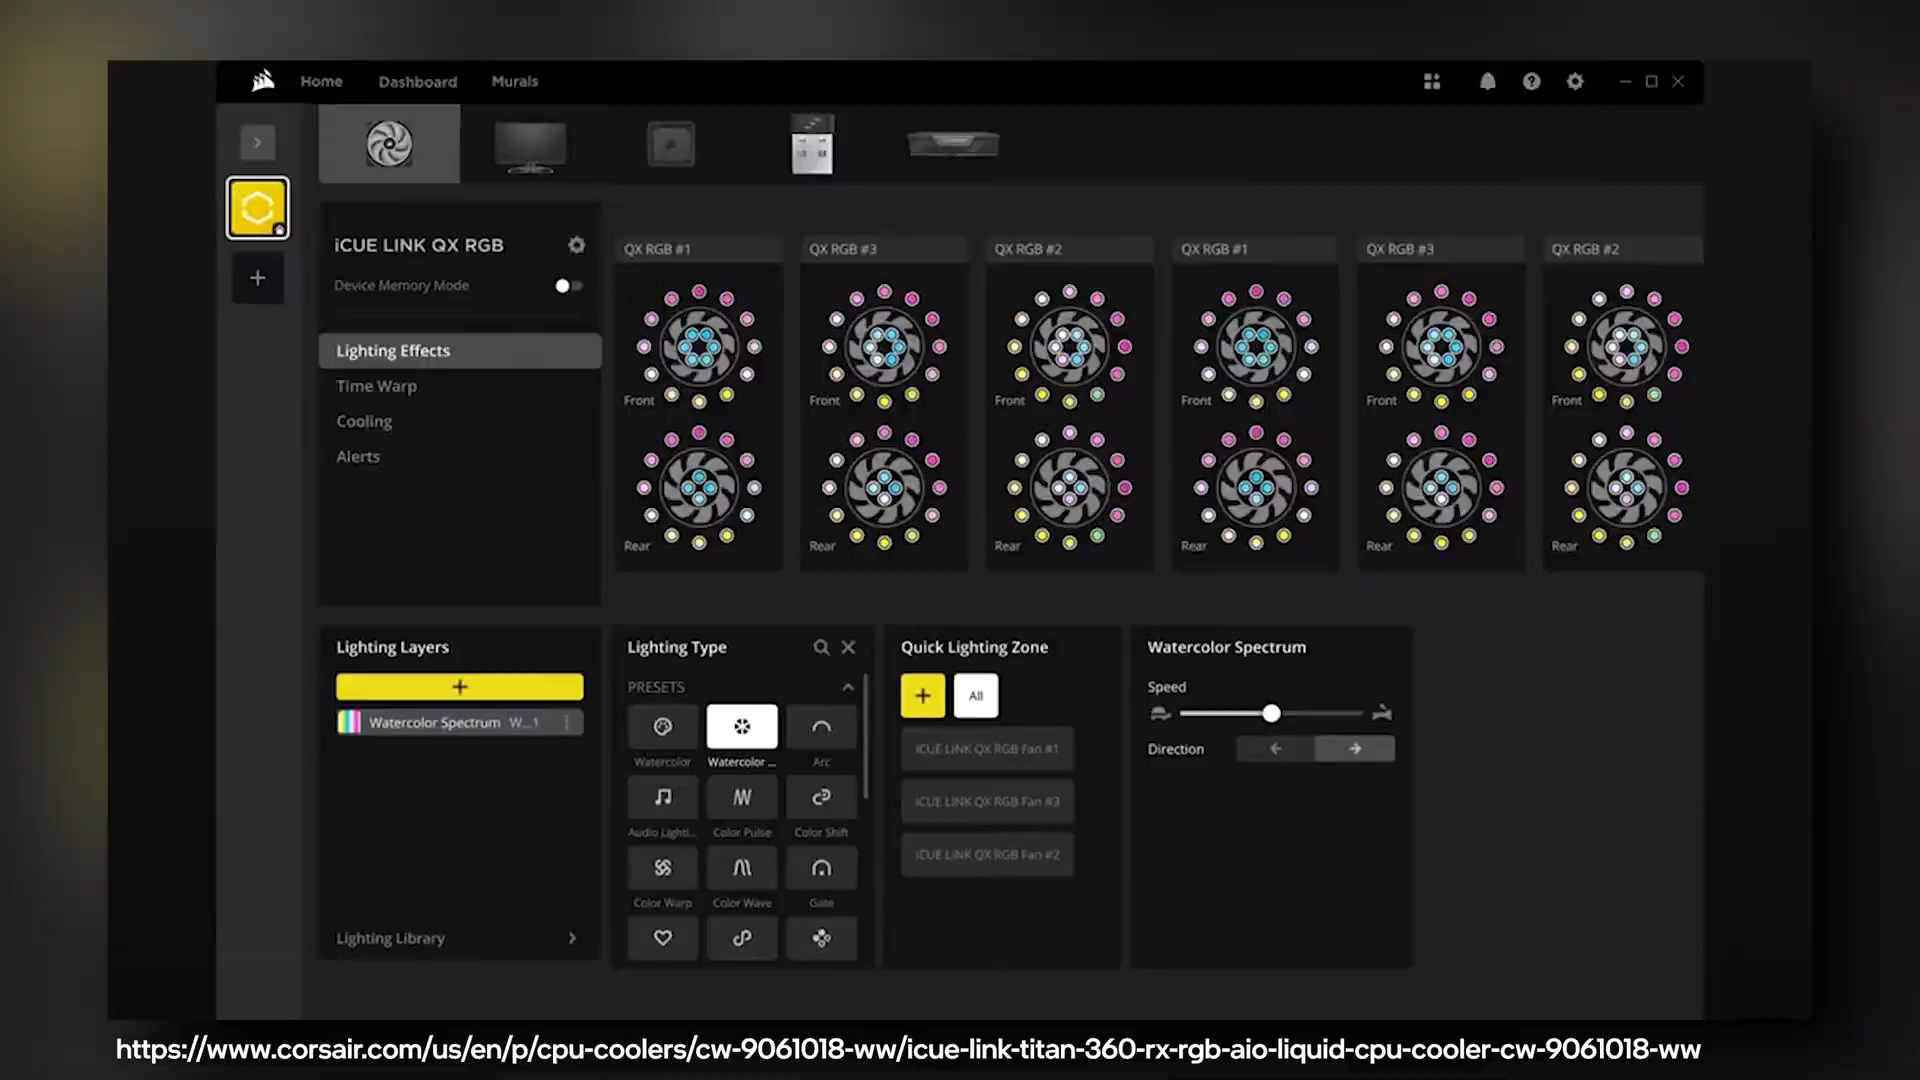 Home Dashboard Murals
iCUE LINK QX RGB
Device Memory Mode
Lighting Effects
Time Warp
Cooling
Alerts
QX RGB #1
QX RGB #3
QX RGB #2
QX RGB #1
QX RGB #3
QX RGB #2
Front
Front
Front
Front
Front
Front
Rear
Rear
Rear
Rear
Rear
Rear
Lighting Layers
+
Watercolor Spectrum W...1
Lighting Library
Lighting Type
PRESETS
Watercolor
Watercolor ...
Arc
Audio Lighti...
Color Pulse
Color Shift
Color Warp
Color Wave
Gate
Quick Lighting Zone
+
All
iCUE LINK QX RGB Fan #1
iCUE LINK QX RGB Fan #3
iCUE LINK QX RGB Fan #2
Watercolor Spectrum
Speed
Direction
https://www.corsair.com/us/en/p/cpu-coolers/cw-9061018-ww/icue-link-titan-360-rx-rgb-aio-liquid-cpu-cooler-cw-9061018-ww